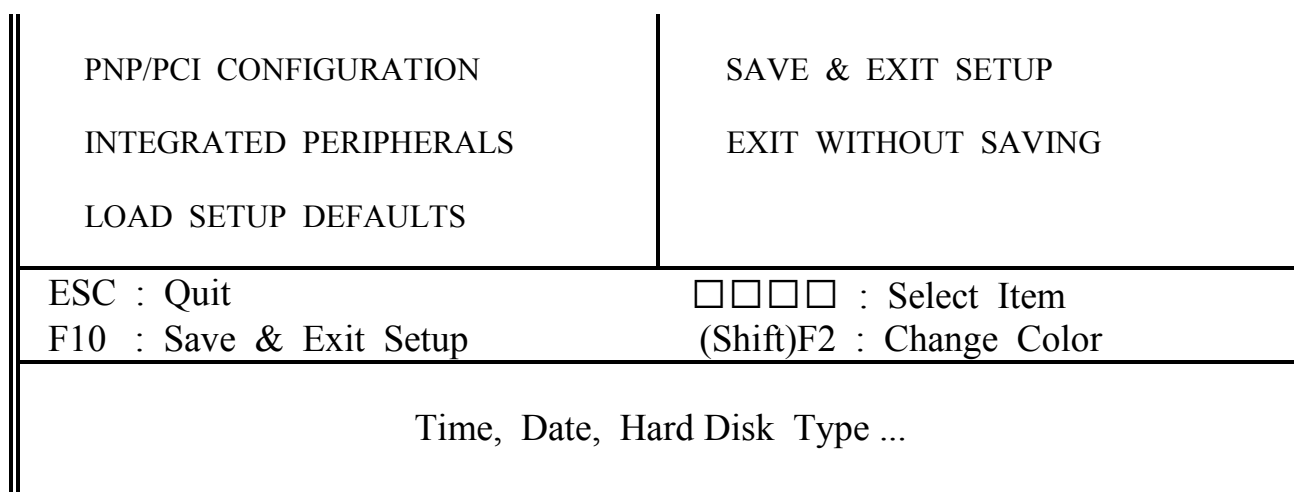 PNP/PCI CONFIGURATION
SAVE & EXIT SETUP
INTEGRATED PERIPHERALS
EXIT WITHOUT SAVING
LOAD SETUP DEFAULTS
ESC : Quit
□□□□ : Select Item
F10 : Save & Exit Setup
(Shift)F2 : Change Color
Time, Date, Hard Disk Type ...